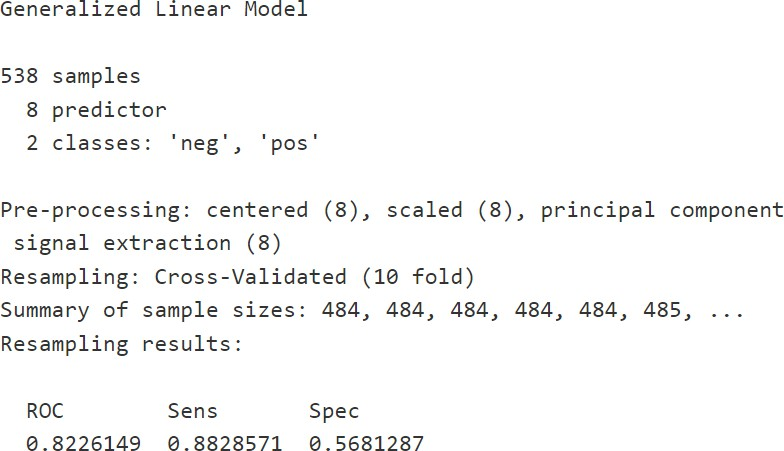 Generalized Linear Model

538 samples
  8 predictor
  2 classes: 'neg', 'pos'

Pre-processing: centered (8), scaled (8), principal component
 signal extraction (8)
Resampling: Cross-Validated (10 fold)
Summary of sample sizes: 484, 484, 484, 484, 484, 485, ...
Resampling results:

  ROC        Sens       Spec
  0.8226149  0.8828571  0.5681287